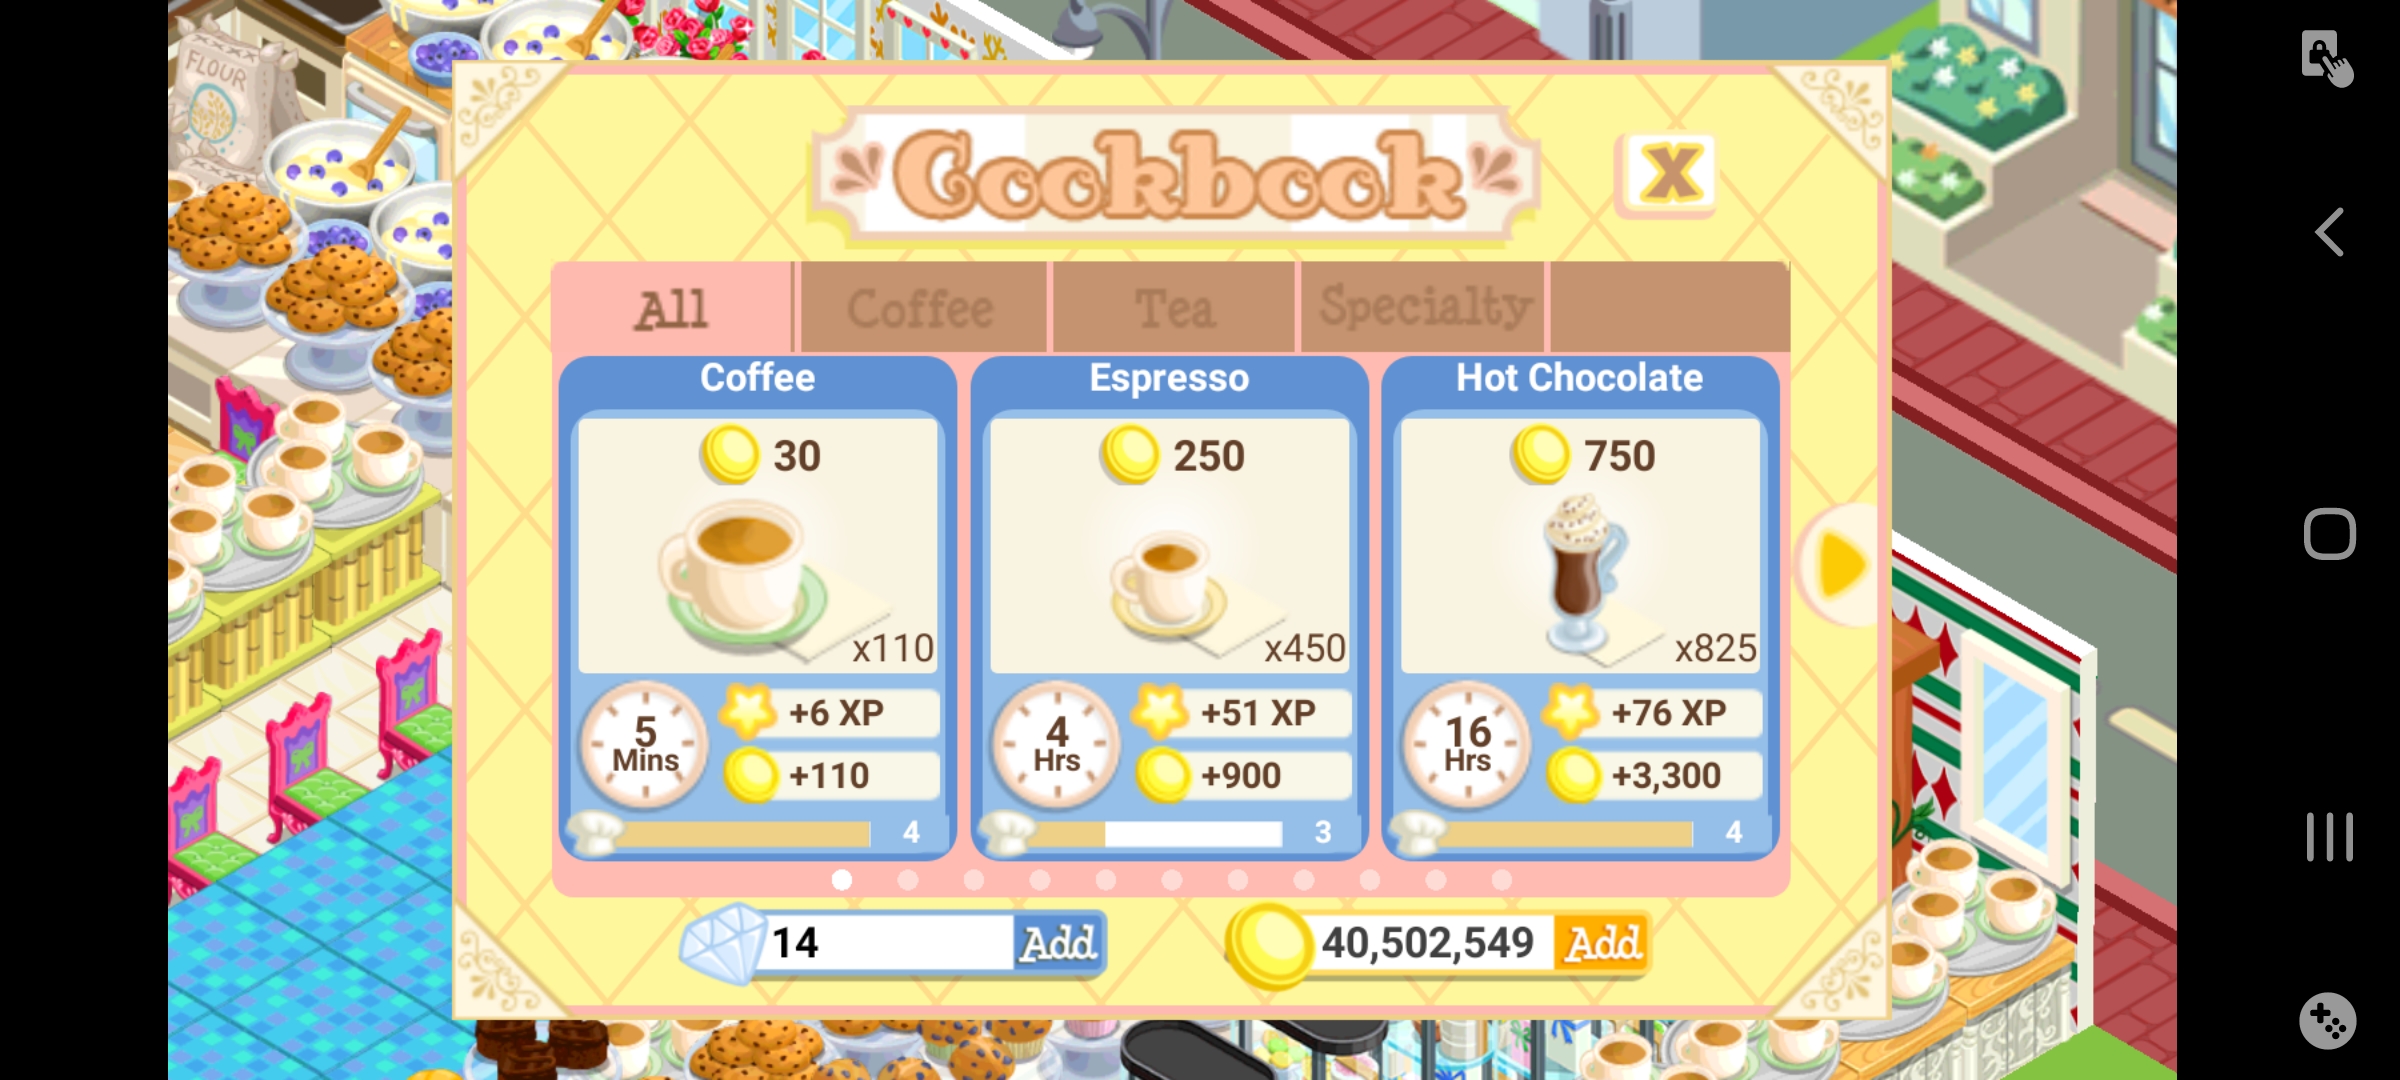 FLOUR
Cookbook
X
All
Coffee
Tea
Specialty
Coffee
30
x110
5
Mins
+6 XP
+110
4
Espresso
250
x450
4
Hrs
+51 XP
+900
3
Hot Chocolate
750
x825
16
Hrs
+76 XP
+3,300
4
14
Add
40,502,549
Add